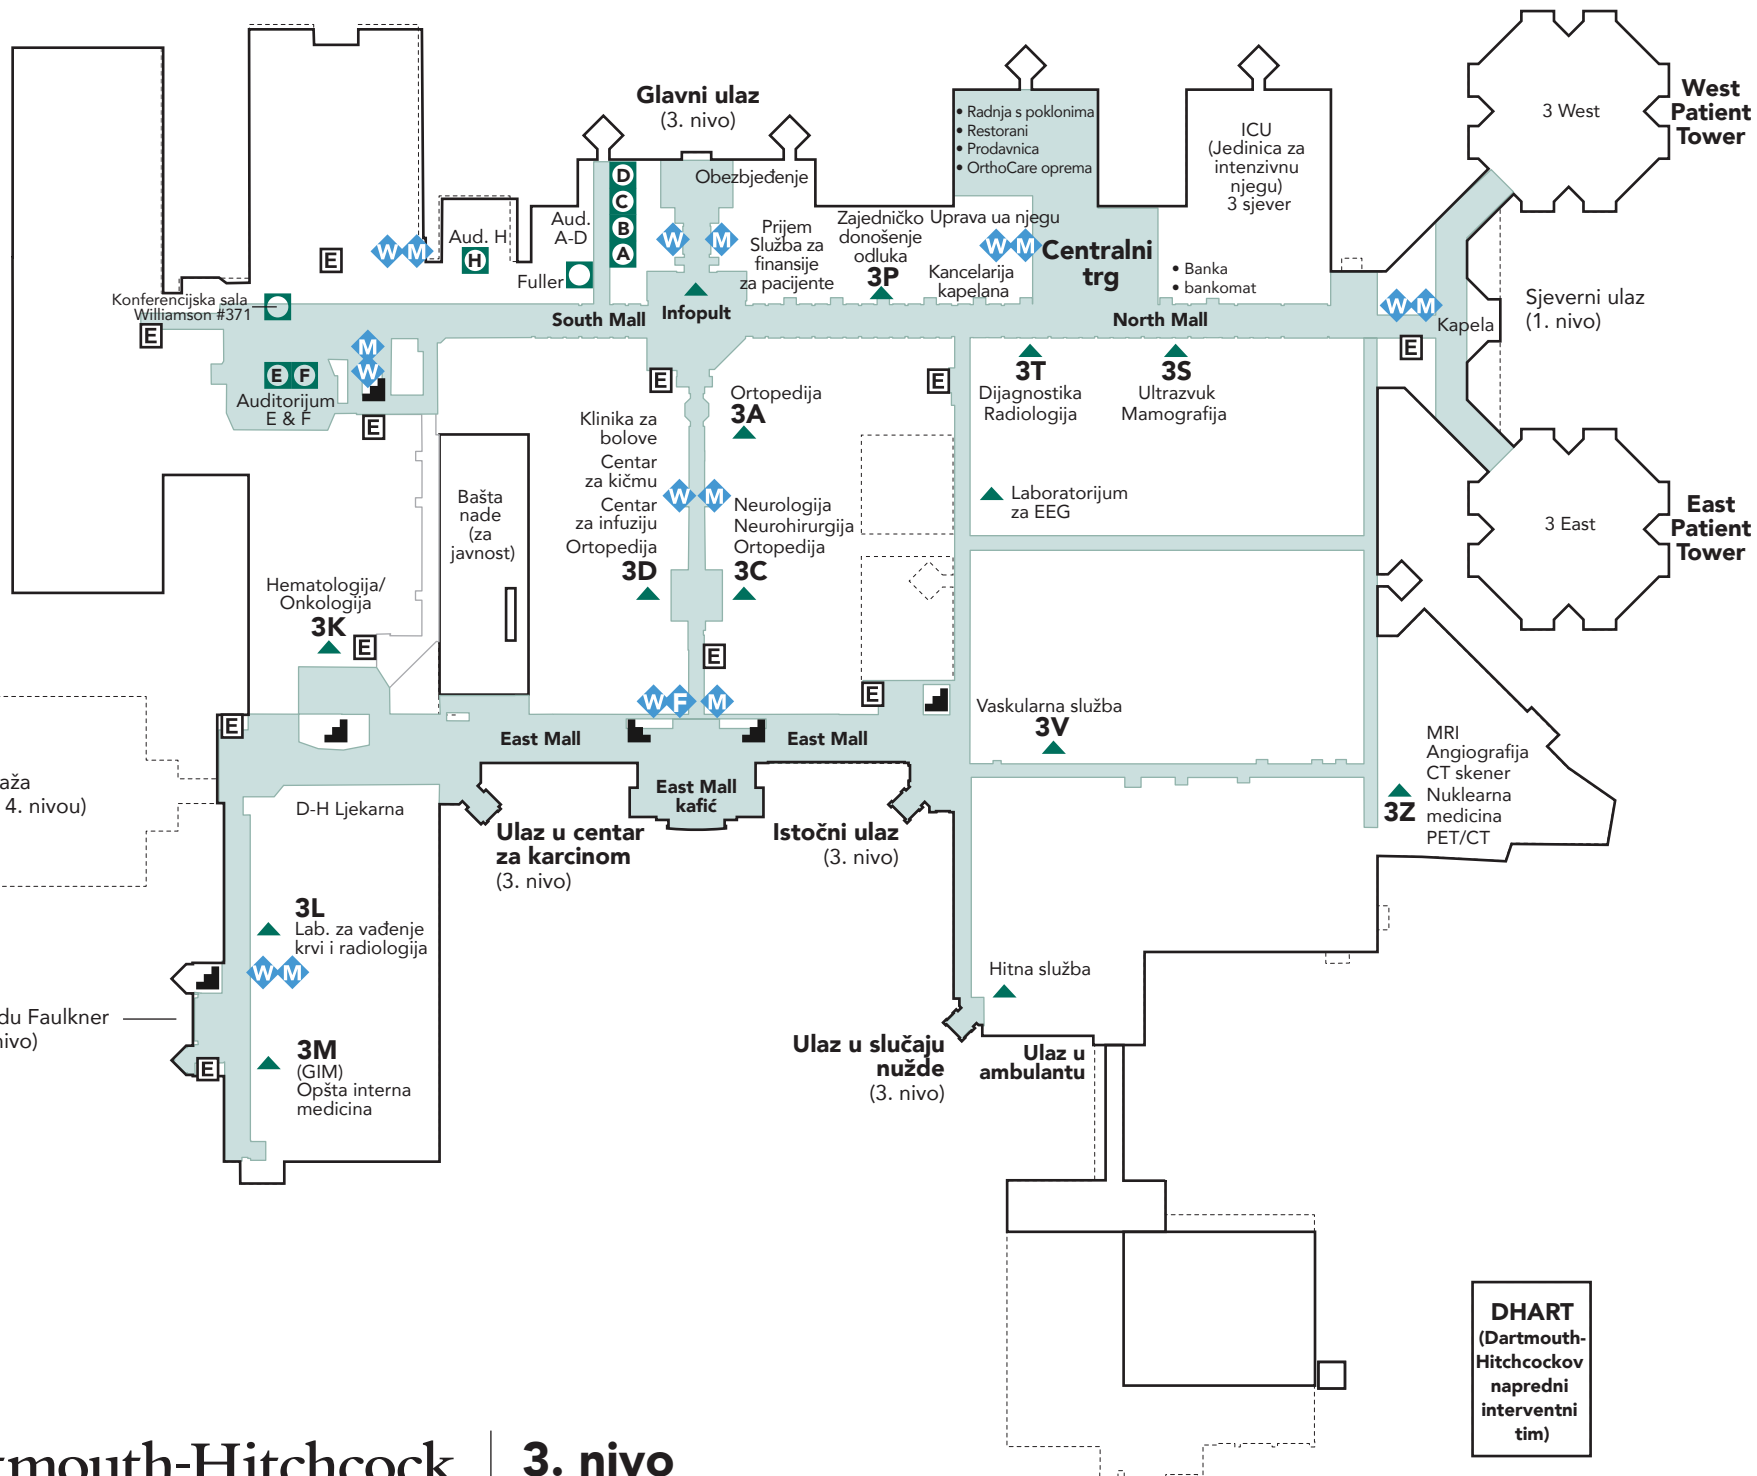 Glavni ulaz
(3. nivo)
D
C
B
A
Obezbjeđenje
• Radnja s poklonima
• Restorani
• Prodavnica
• OrthoCare oprema
ICU
(Jedinica za
intenzivnu
njegu)
3 sjever
3 West
West
Patient
Tower
E
W M
Aud. H
H
Aud.
A-D
Fuller
W
M
Prijem
Služba za
finansije
za pacijente
Zajedničko
donošenje
odluka
3P
Uprava ua njegu
W M
Kancelarija
kapelana
Centralni
trg
• Banka
• bankomat
Konferencijska sala
Williamson #371
E
South Mall
Infopult
North Mall
W M
Kapela
E
Sjeverni ulaz
(1. nivo)
M
W
E F
Auditorijum
E & F
E
E
Ortopedija
3A
E
3T
Dijagnostika
Radiologija
3S
Ultrazvuk
Mamografija
Klinika za
bolove
Centar
za kičmu
Centar
za infuziju
Ortopedija
3D
W
M
Neurologija
Neurohirurgija
Ortopedija
3C
Laboratorijum
za EEG
Bašta
nade
(za
javnost)
3 East
East
Patient
Tower
Hematologija/
Onkologija
3K
E
E
W F
M
E
E
East Mall
East Mall
East Mall
kafić
Vaskularna služba
3V
MRI
Angiografija
CT skener
Nuklearna
medicina
PET/CT
3Z
aža
4. nivou)
D-H Ljekarna
Ulaz u centar
za karcinom
(3. nivo)
Istočni ulaz
(3. nivo)
3L
Lab. za vađenje
krvi i radiologija
W M
Hitna služba
du Faulkner
nivo)
E
3M
(GIM)
Opšta interna
medicina
Ulaz u slučaju
nužde
(3. nivo)
Ulaz u
ambulantu
DHART
(Dartmouth-
Hitchcockov
napredni
interventni
tim)
tmouth-Hitchcock
3. nivo